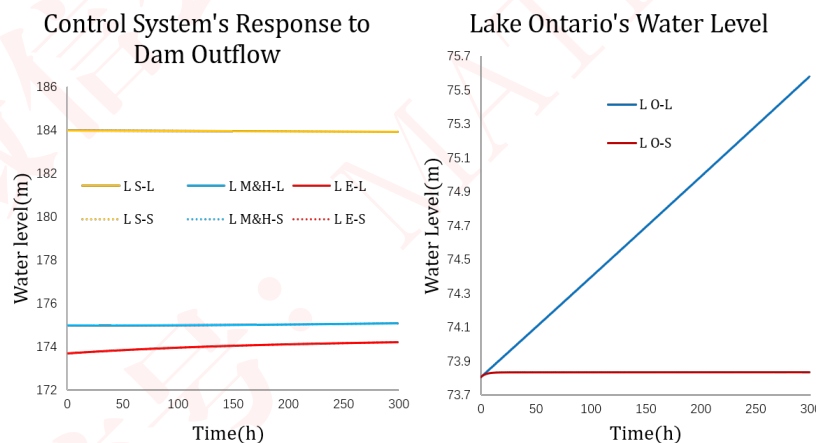 Control System's Response to
Dam Outflow
186
184
182
180
178
176
174
172
Water level(m)
L S-L
L M&H-L
L E-L
L S-S
L M&H-S
L E-S
0
50
100
150
200
250
300
Time(h)
Lake Ontario's Water Level
75.7
75.5
75.3
75.1
74.9
74.7
74.5
74.3
74.1
73.9
73.7
Water Level(m)
L O-L
L O-S
0
50
100
150
200
250
300
Time(h)